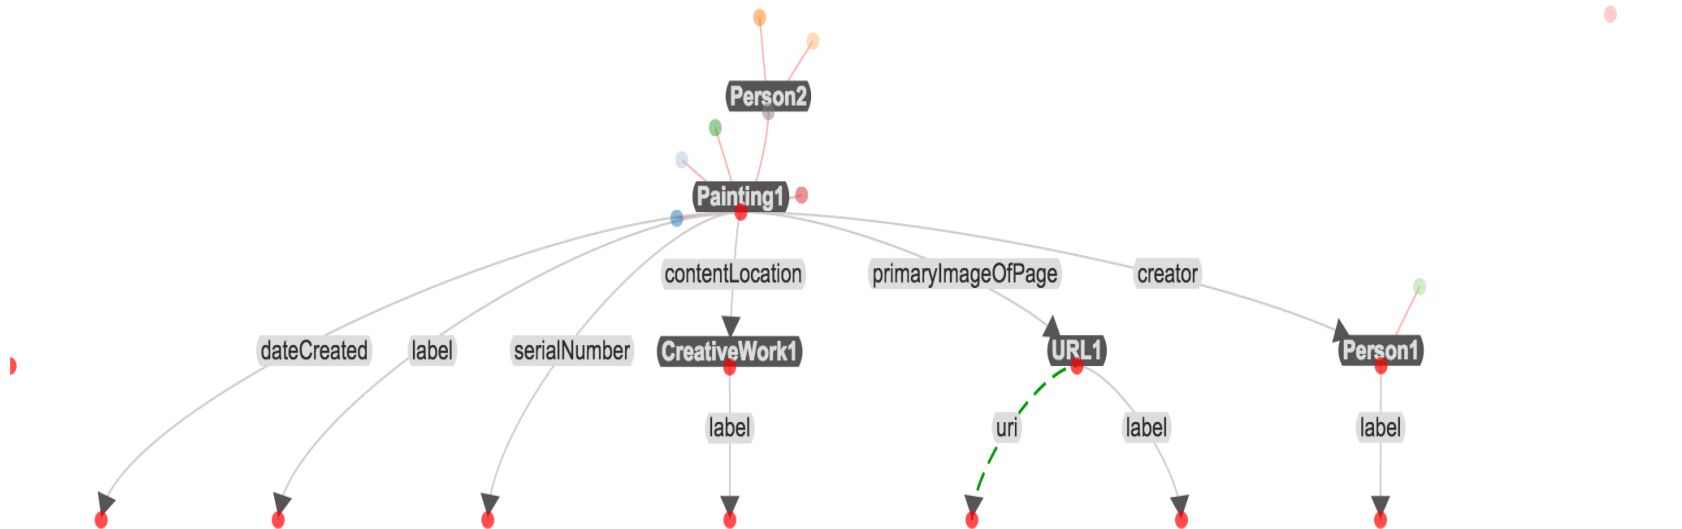 Person2
Painting1
contentLocation
primaryImageOfPage
creator
dateCreated
label
serialNumber
CreativeWork1
URL1
Person1
label
uri
label
label